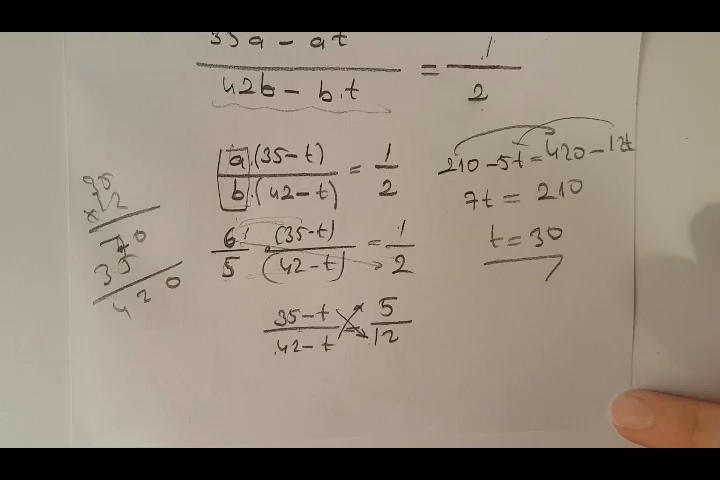 35a - at
42b - b.t
= 1
2
a.(35-t)
b.(42-t)
= 1
2
6
5
. (35-t)
(42-t)
= 1
2
35-t
42-t
= 5
12
35
x12
70
35
420
210 - 5t = 420 - 12t
7t = 210
t = 30